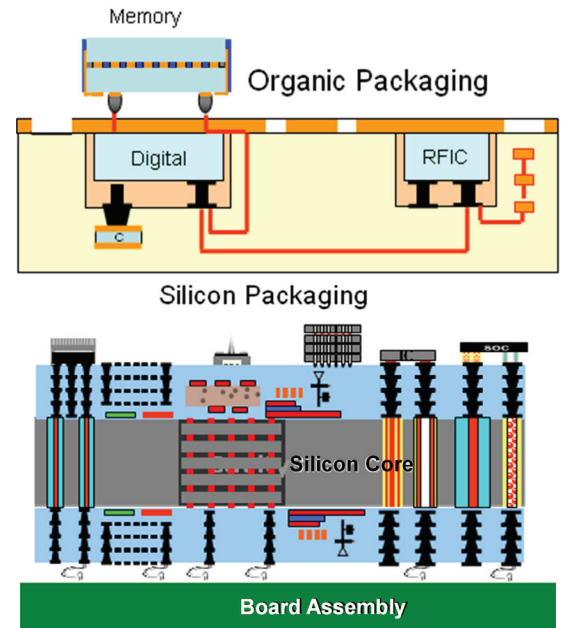 Memory
Organic Packaging
Digital
RFIC
C
Silicon Packaging
SOC
Silicon Core
Board Assembly